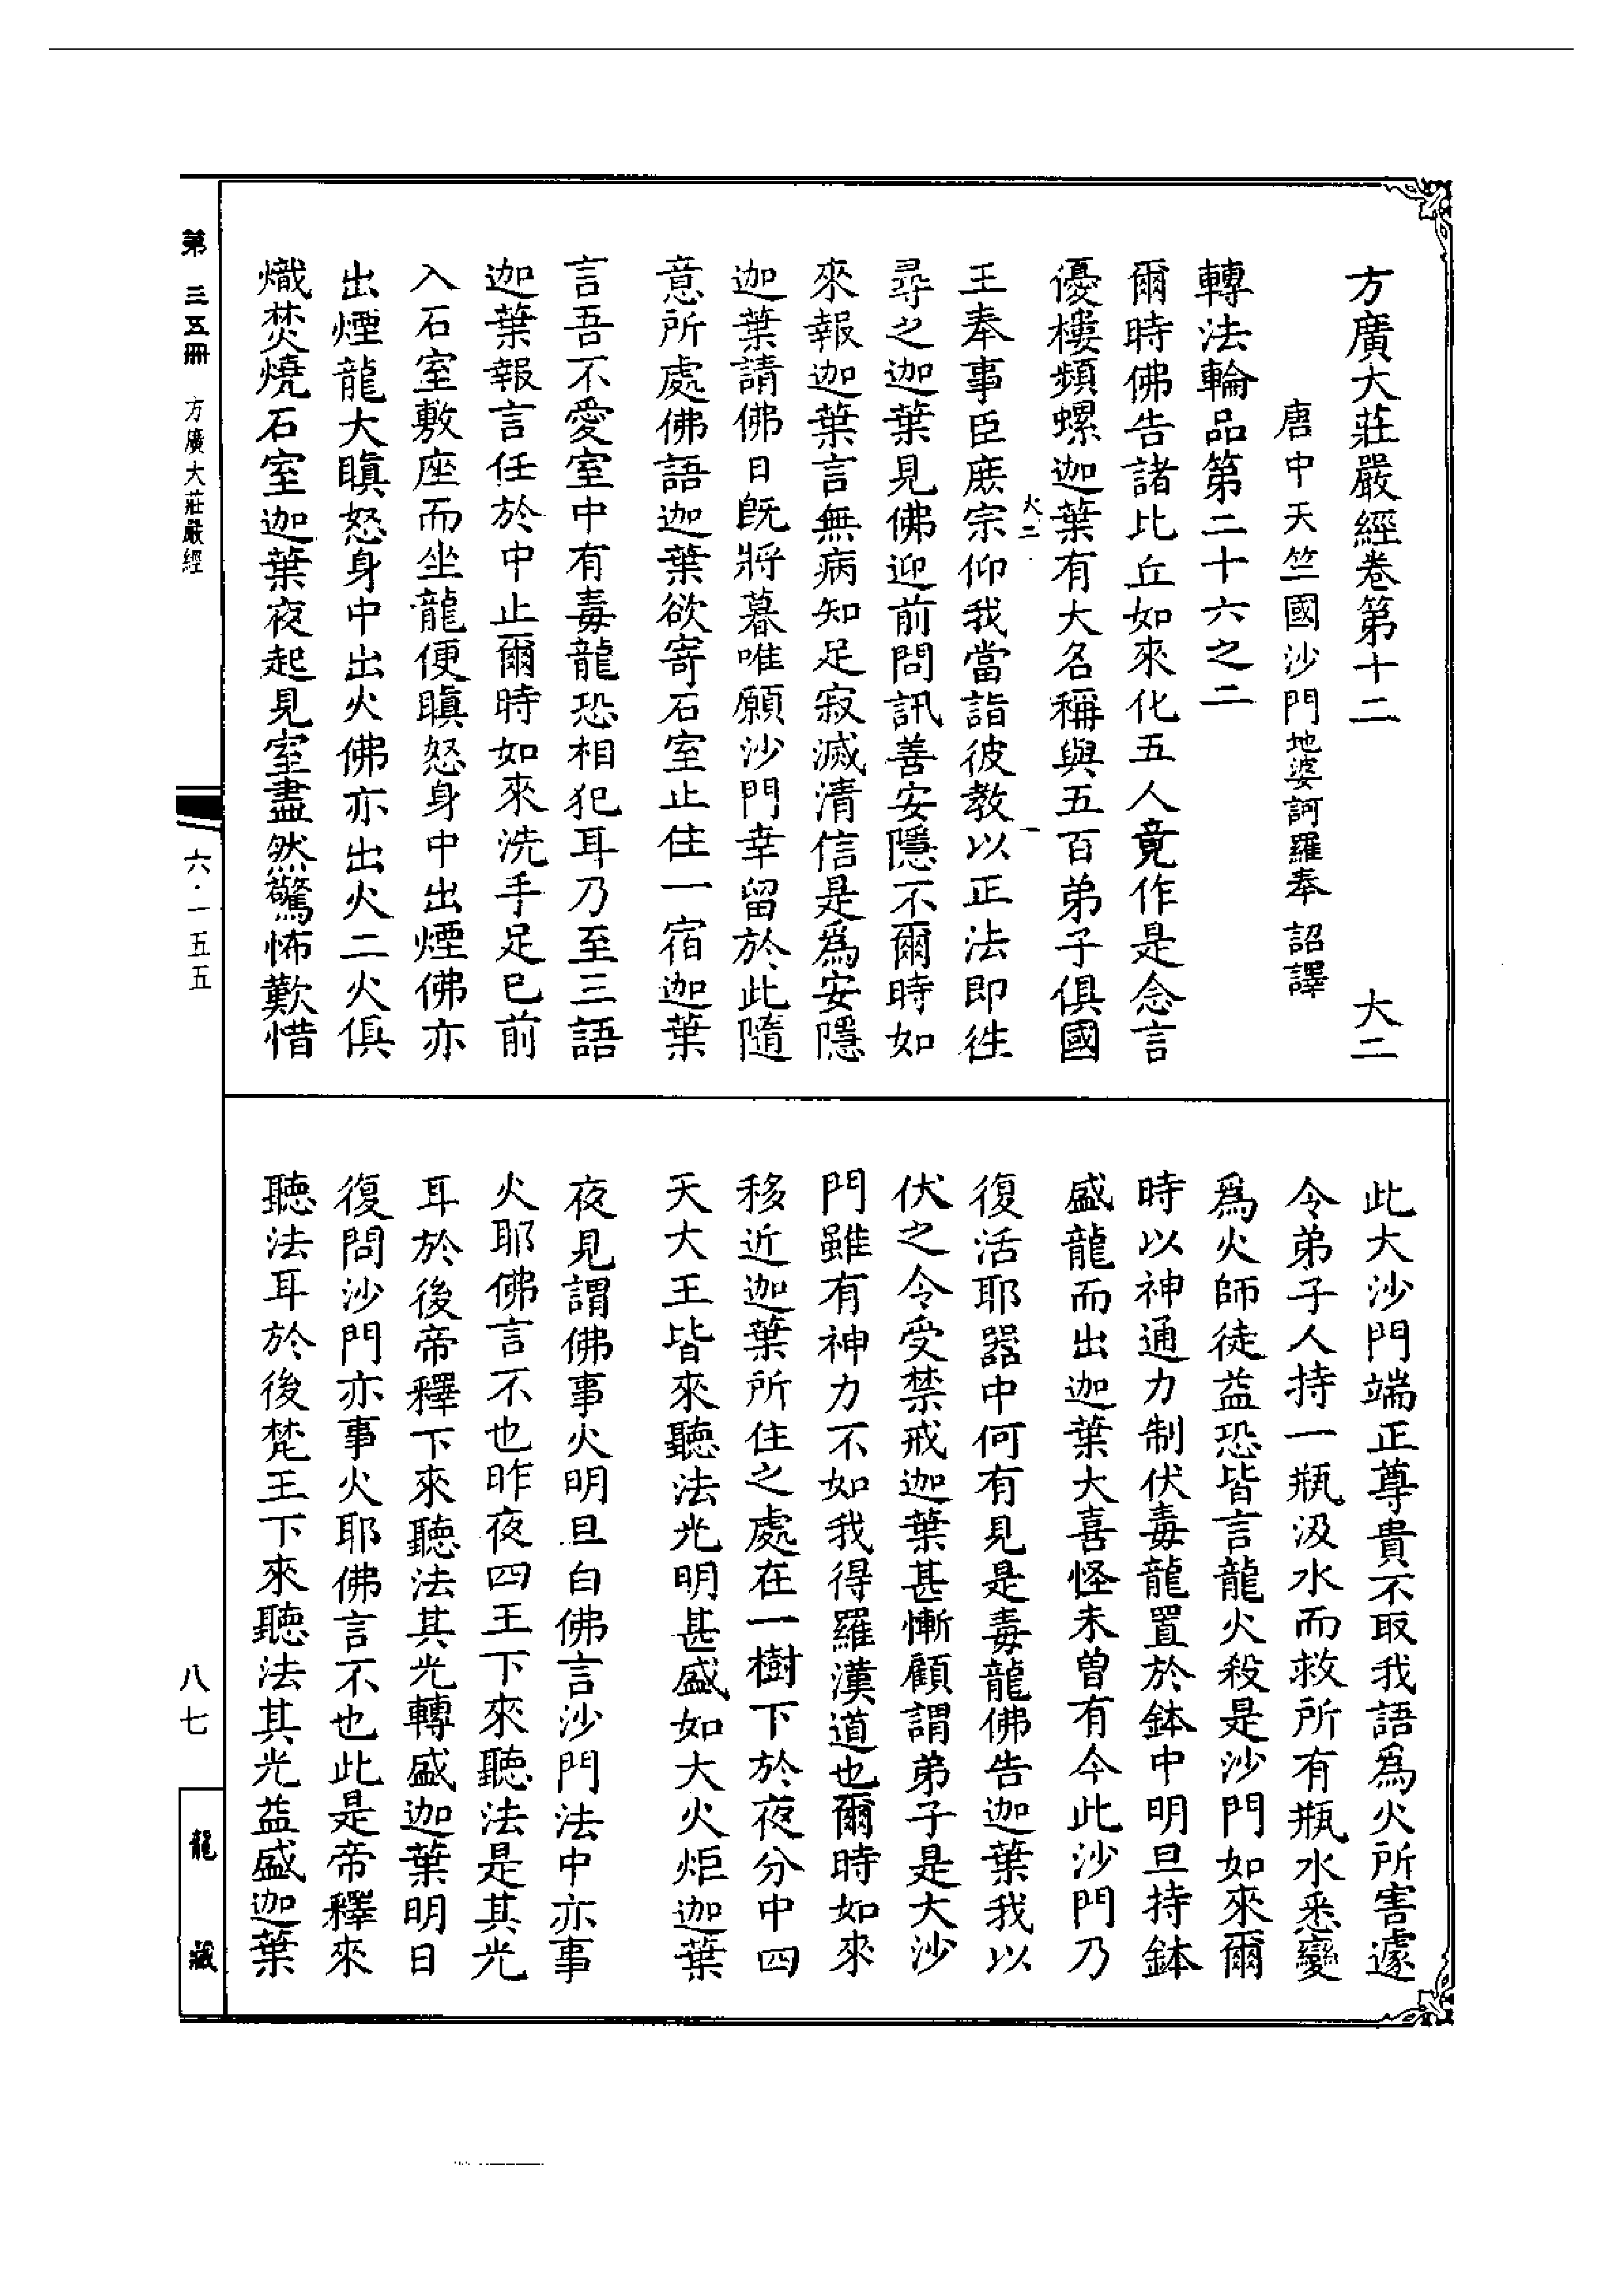 方廣大莊嚴經卷第十二　大二
唐中天竺國沙門地婆訶羅奉　詔譯
轉法輪品第二十六之二
爾時佛告諸比丘如來化五人竟作是念言
優樓頻螺迦葉有大名稱與五百弟子俱國
大二　一
王奉事臣庶宗仰我當詣彼教以正法即徃
尋之迦葉見佛迎前問訊善安隱不爾時如
來報迦葉言無病知足寂滅清信是爲安隱
迦葉請佛日旣將暮唯願沙門幸留於此隨
意所處佛語迦葉欲寄石室止住一宿迦葉
言吾不愛室中有毒龍恐相犯耳乃至三語
迦葉報言任於中止爾時如來洗手足已前
入石室敷座而坐龍便瞋怒身中出煙佛亦
出煙龍大瞋怒身中出火佛亦出火二火俱
熾焚燒石室迦葉夜起見室盡然驚怖歎惜
此大沙門端正尊貴不取我語爲火所害遽
令弟子人持一瓶汲水而救所有瓶水悉變
爲火師徒益恐皆言龍火殺是沙門如來爾
時以神通力制伏毒龍置於鉢中明旦持鉢
盛龍而出迦葉大喜怪未曾有今此沙門乃
復活耶器中何有見是毒龍佛告迦葉我以
伏之令受禁戒迦葉甚慚顧謂弟子是大沙
門雖有神力不如我得羅漢道也爾時如來
移近迦葉所住之處在一樹下於夜分中四
天大王皆來聽法光明甚盛如大火炬迦葉
夜見謂佛事火明旦白佛言沙門法中亦事
火耶佛言不也昨夜四王下來聽法是其光
耳於後帝釋下來聽法其光轉盛迦葉明日
復問沙門亦事火耶佛言不也此是帝釋來
聽法耳於後梵王下來聽法其光益盛迦葉
第三五冊　方廣大莊嚴經
六·一五五
八七
龍藏